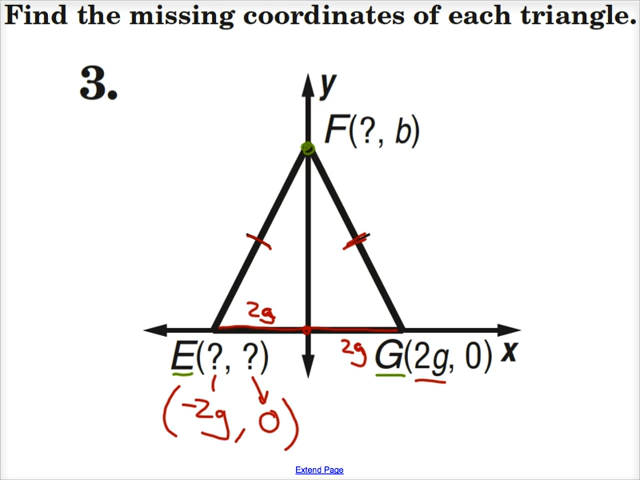 Find the missing coordinates of each triangle.
3.
y
F(?, b)
2g
E(?, ?)
2g
G(2g, 0)
x
(-2g, 0)
Extend Page